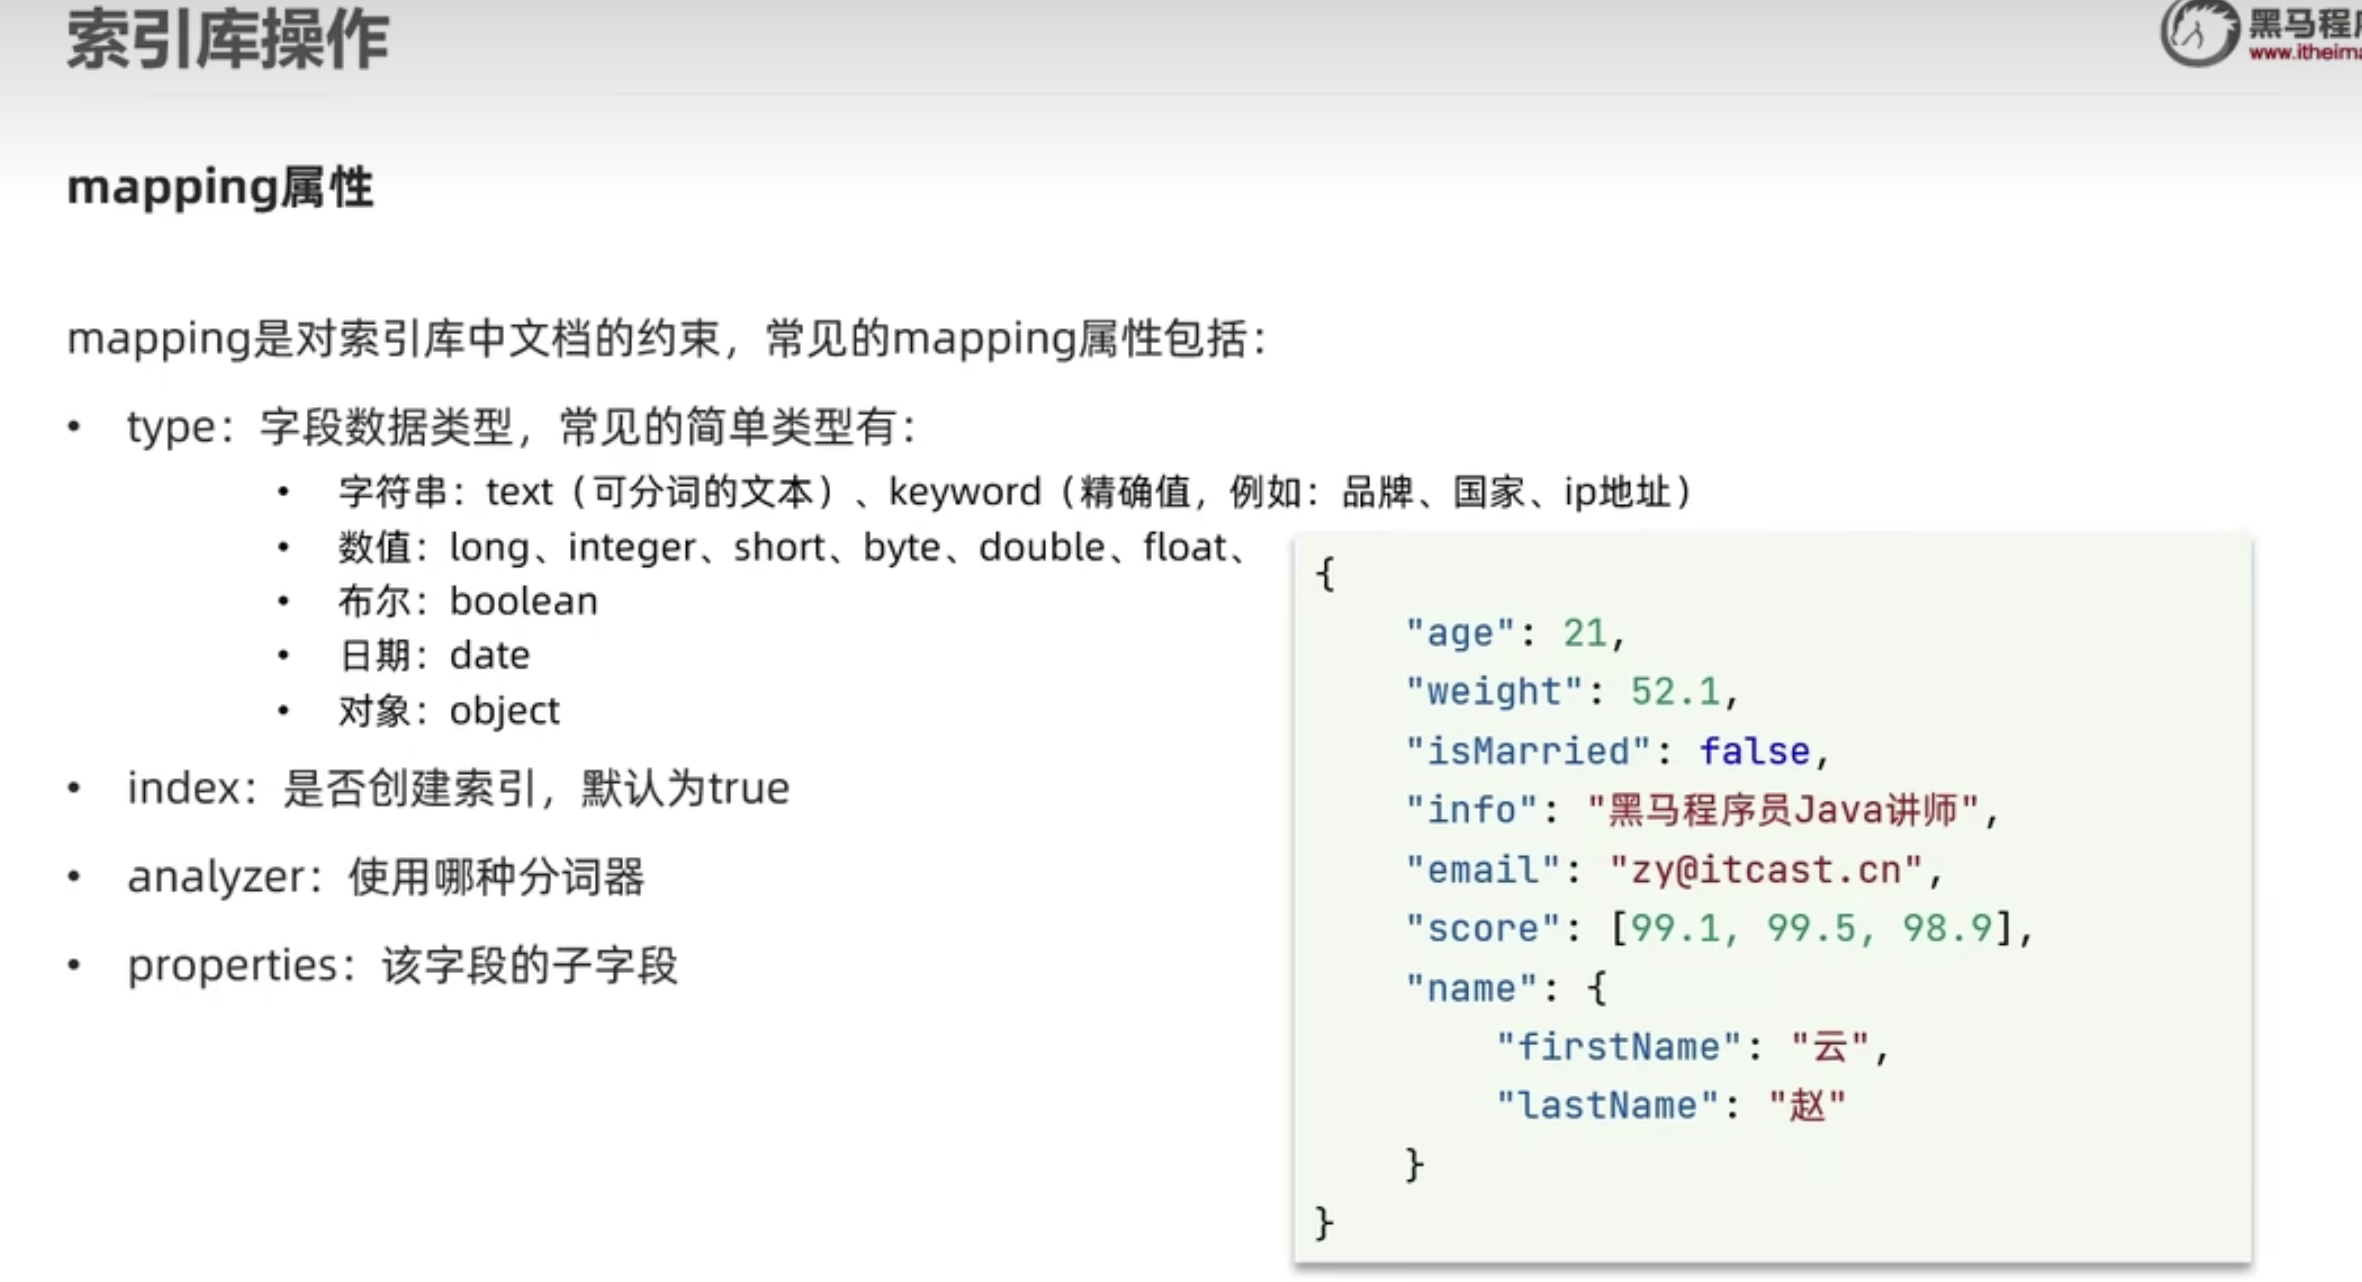 索引库操作
黑马程
www.itheima
mapping属性
mapping是对索引库中文档的约束，常见的mapping属性包括：
• type：字段数据类型，常见的简单类型有：
• 字符串：text（可分词的文本）、keyword（精确值，例如：品牌、国家、ip地址）
• 数值：long、integer、short、byte、double、float、
• 布尔：boolean
• 日期：date
• 对象：object
• index：是否创建索引，默认为true
• analyzer：使用哪种分词器
• properties：该字段的子字段
{
"age": 21,
"weight": 52.1,
"isMarried": false,
"info": "黑马程序员Java讲师",
"email": "zy@itcast.cn",
"score": [99.1, 99.5, 98.9],
"name": {
"firstName": "云",
"lastName": "赵"
}
}